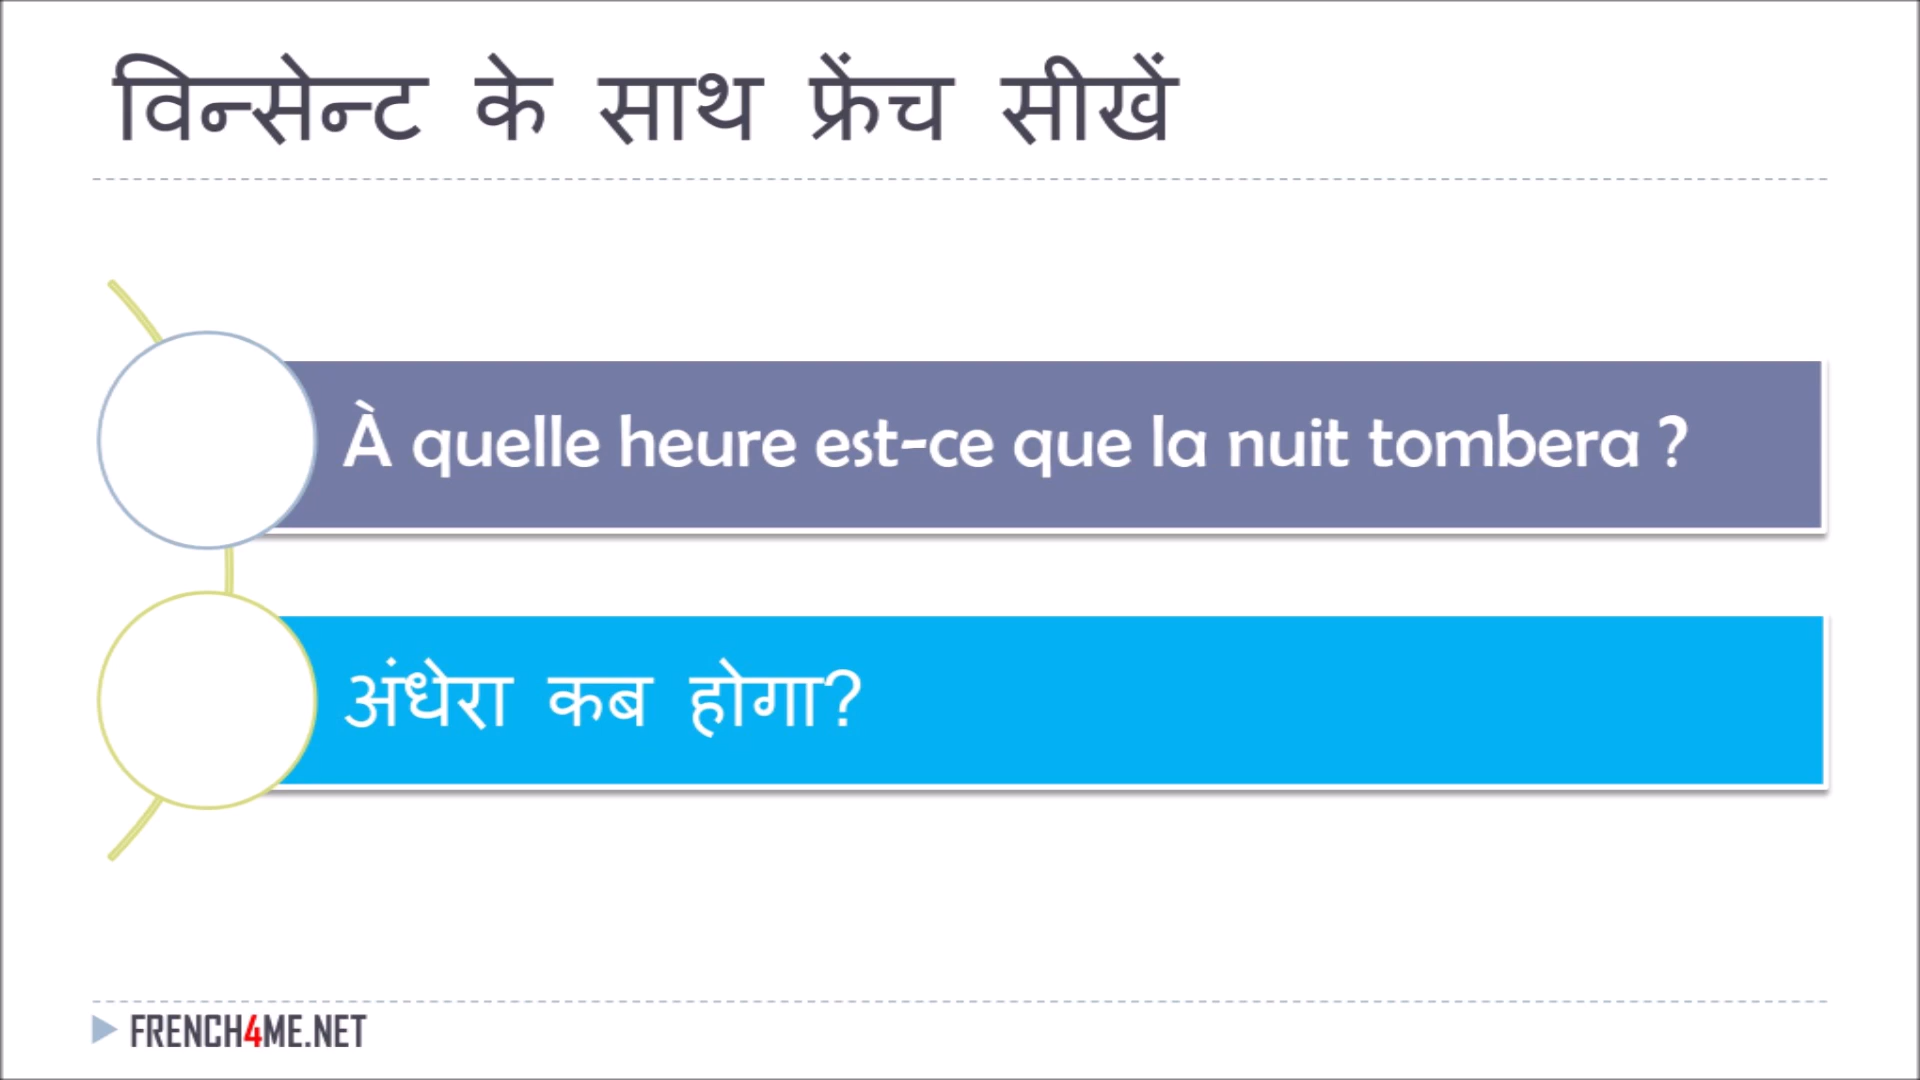 विन्सेन्ट के साथ फ्रेंच सीखें
À quelle heure est-ce que la nuit tombera ?
अंधेरा कब होगा?
FRENCH4ME.NET